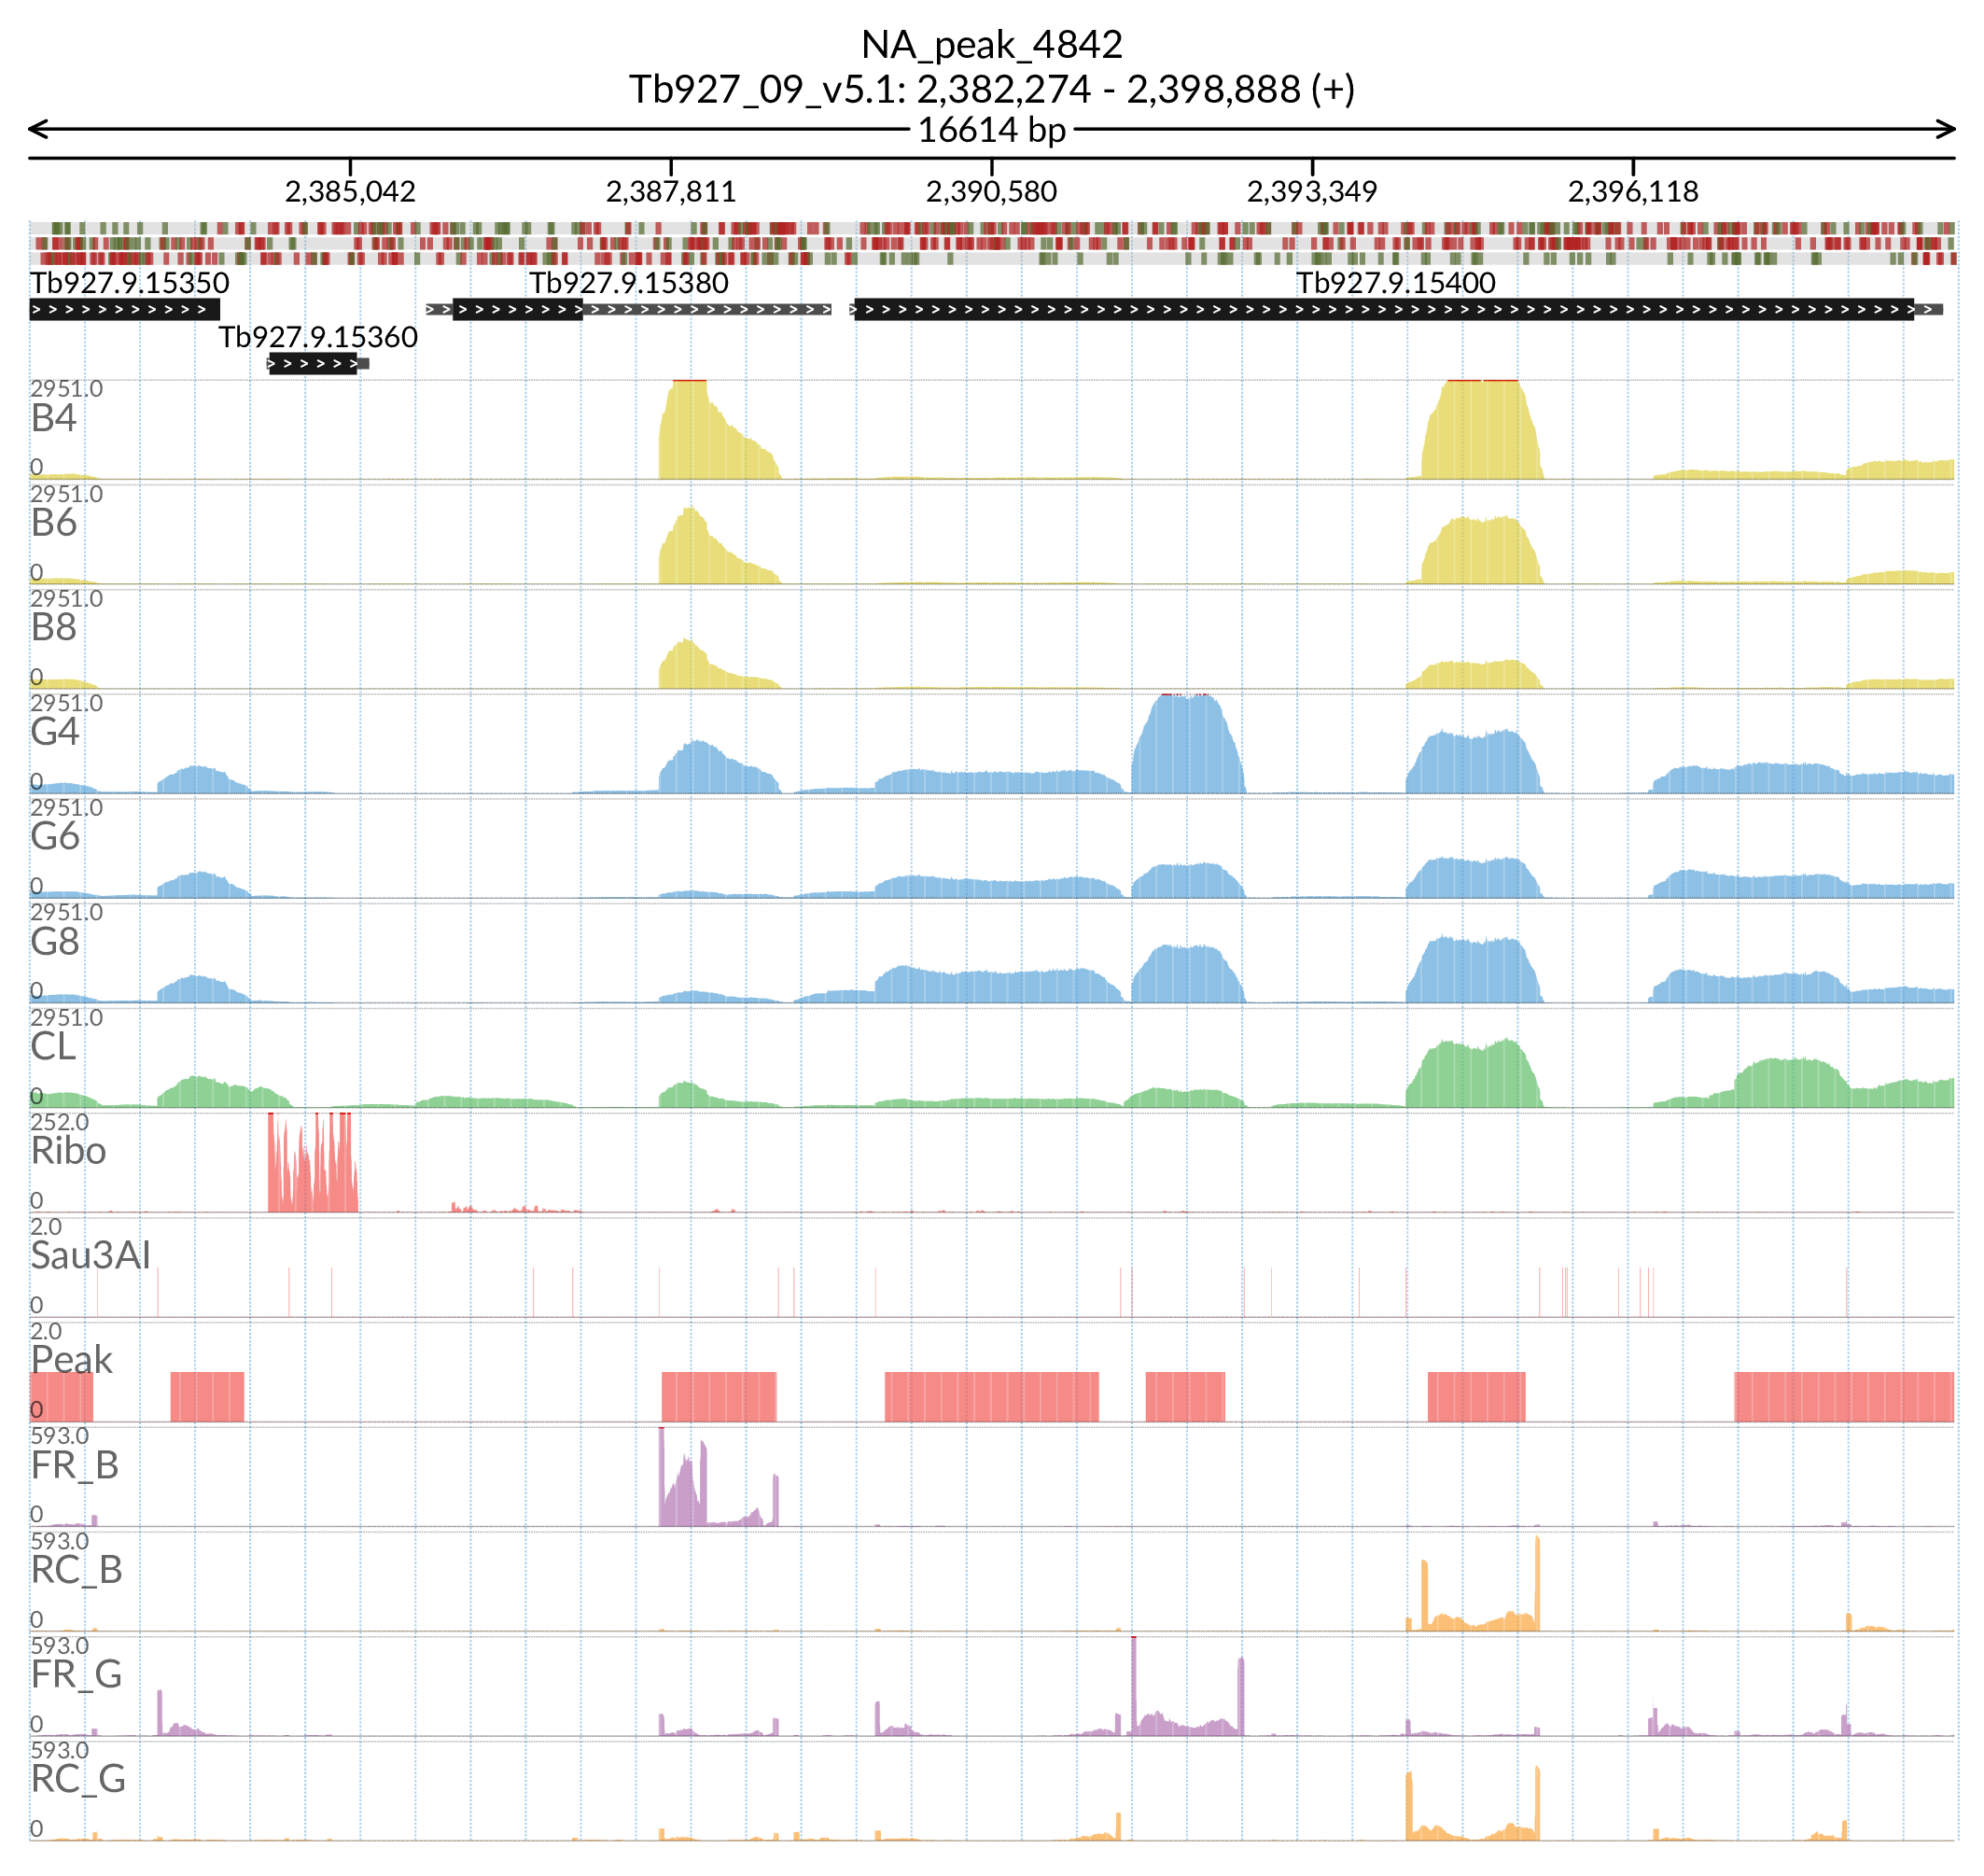 NA_peak_4842
Tb927_09_v5.1: 2,382,274 - 2,398,888 (+)
16614 bp
2,385,042 2,387,811 2,390,580 2,393,349 2,396,118
Tb927.9.15350 Tb927.9.15380 Tb927.9.15400
Tb927.9.15360
2951.0
B4
0
2951.0
B6
0
2951.0
B8
0
2951.0
G4
0
2951.0
G6
0
2951.0
G8
0
2951.0
CL
0
252.0
Ribo
0
2.0
Sau3AI
0
2.0
Peak
0
593.0
FR_B
0
593.0
RC_B
0
593.0
FR_G
0
593.0
RC_G
0